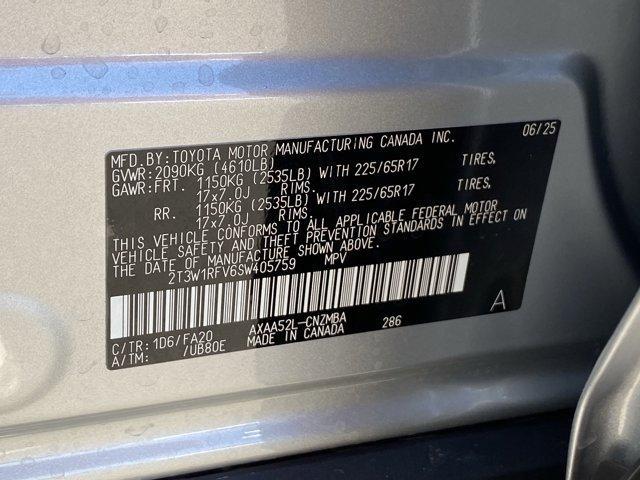 MFD.BY:TOYOTA MOTOR MANUFACTURING CANADA INC. 06/25
GVWR:2090KG (4610LB)
GAWR:FRT. 1150KG (2535LB) WITH 225/65R17 TIRES,
17x7.0J RIMS.
RR. 1150KG (2535LB) WITH 225/65R17 TIRES,
17x7.0J RIMS.
THIS VEHICLE CONFORMS TO ALL APPLICABLE FEDERAL MOTOR
VEHICLE SAFETY AND THEFT PREVENTION STANDARDS IN EFFECT ON
THE DATE OF MANUFACTURE SHOWN ABOVE.
2T3W1RFV6SW405759 MPV
A
C/TR: 1D6/FA20 AXAA52L-CNZMBA 286
A/TM: /UB80E MADE IN CANADA